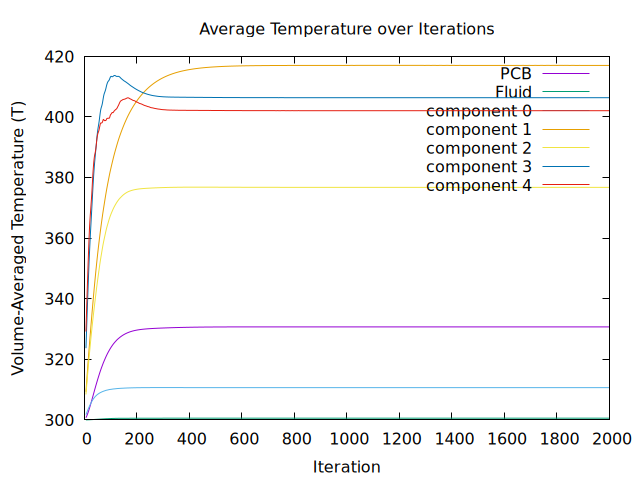 Average Temperature over Iterations
Volume-Averaged Temperature (T)
420
400
380
360
340
320
300
PCB
Fluid
component 0
component 1
component 2
component 3
component 4
0 200 400 600 800 1000 1200 1400 1600 1800 2000
Iteration